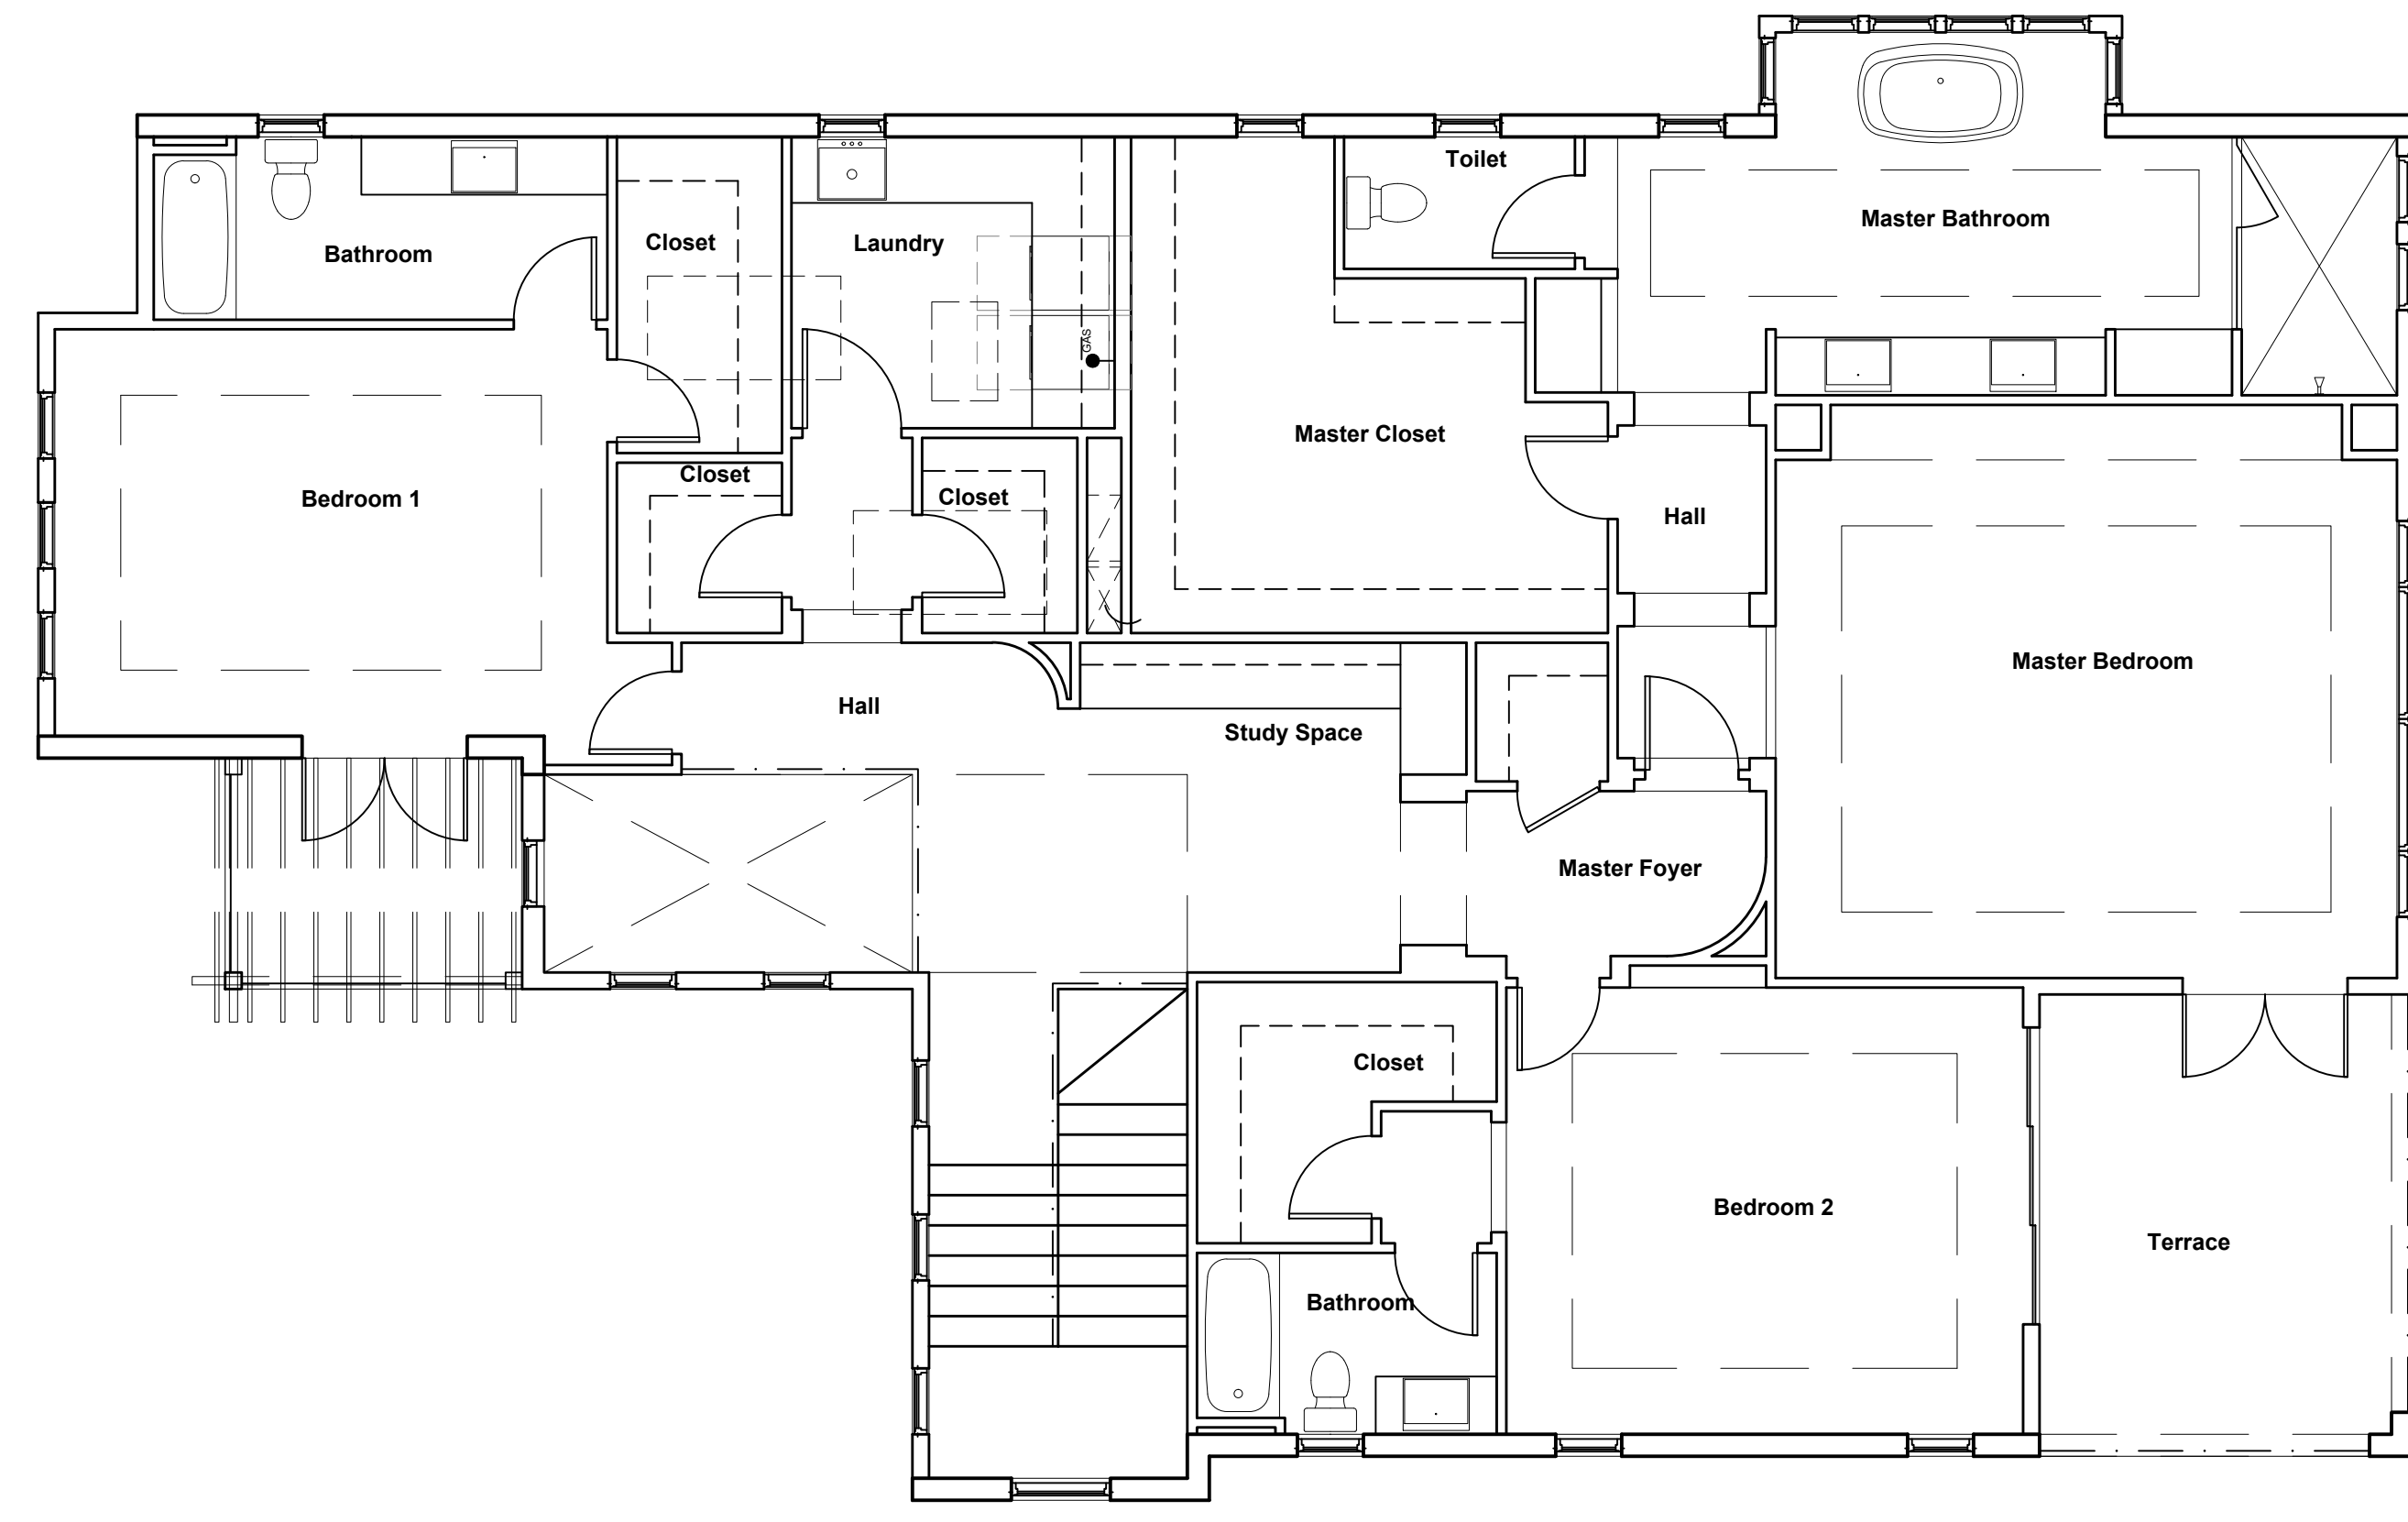 Toilet
Master Bathroom
Bathroom
Closet
Laundry
GAS
Master Closet
Closet
Closet
Bedroom 1
Hall
Master Bedroom
Hall
Study Space
Master Foyer
Closet
Bedroom 2
Terrace
Bathroom